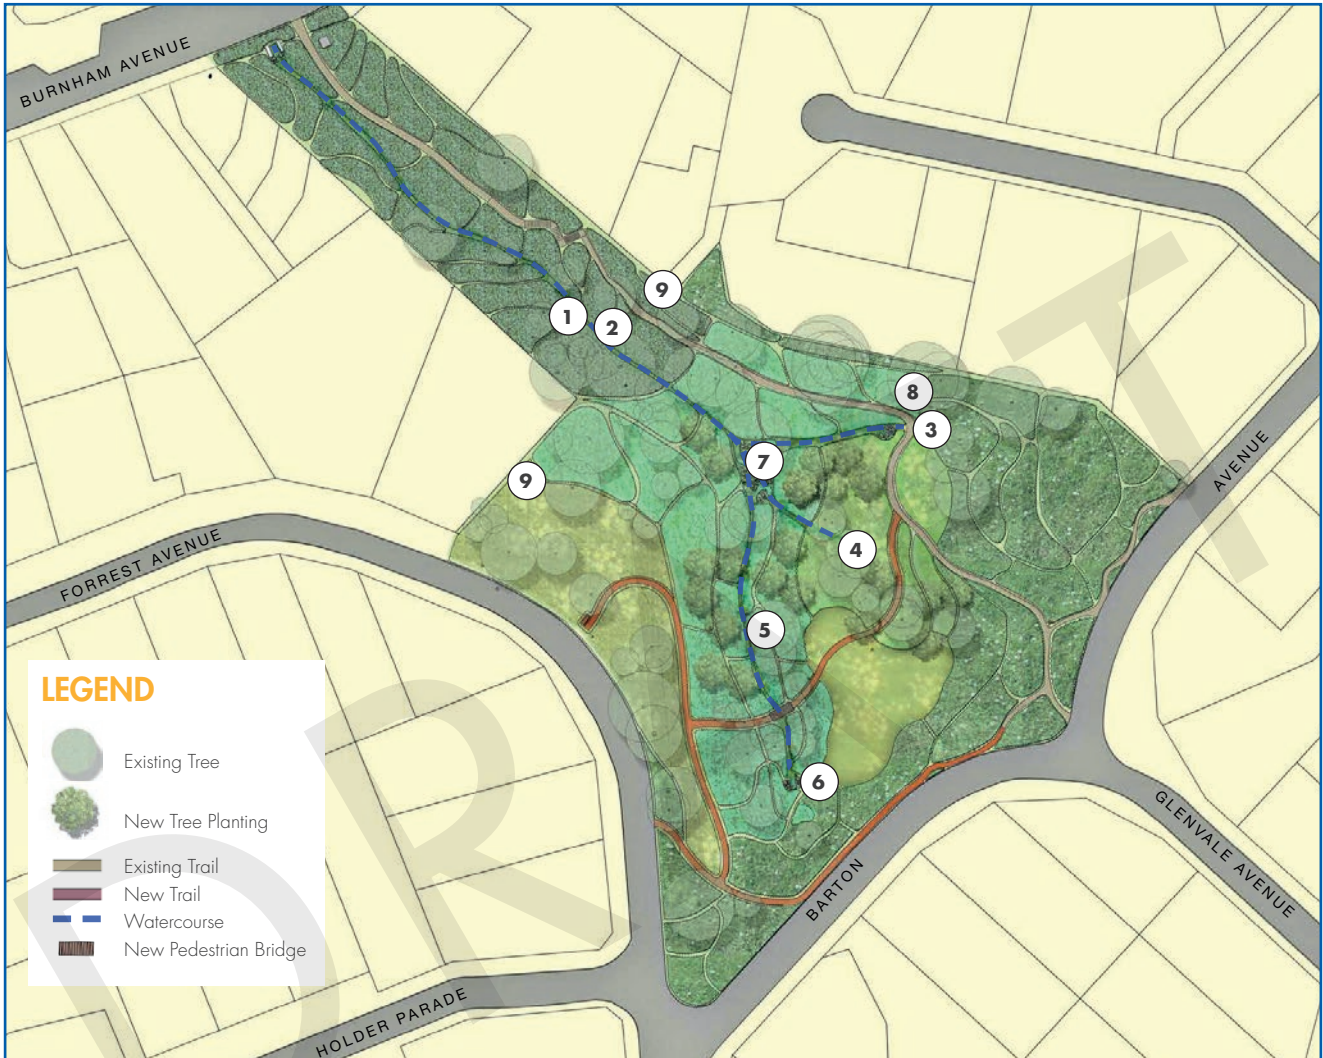 BURNHAM AVENUE
9
1
2
8
3
AVENUE
7
9
4
FORREST AVENUE
5
LEGEND
Existing Tree
New Tree Planting
Existing Trail
New Trail
Watercourse
New Pedestrian Bridge
6
GLENVALE AVENUE
BARTON
HOLDER PARADE
DRAFT